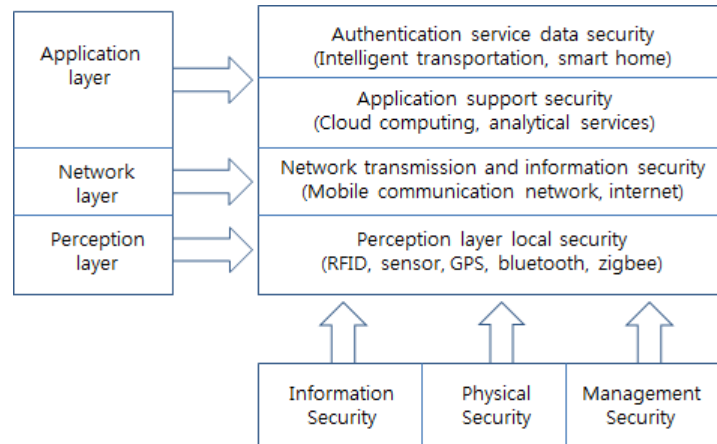 Application
layer
Authentication service data security
(Intelligent transportation, smart home)
Application support security
(Cloud computing, analytical services)
Network
layer
Network transmission and information security
(Mobile communication network, internet)
Perception
layer
Perception layer local security
(RFID, sensor, GPS, bluetooth, zigbee)
Information
Security
Physical
Security
Management
Security